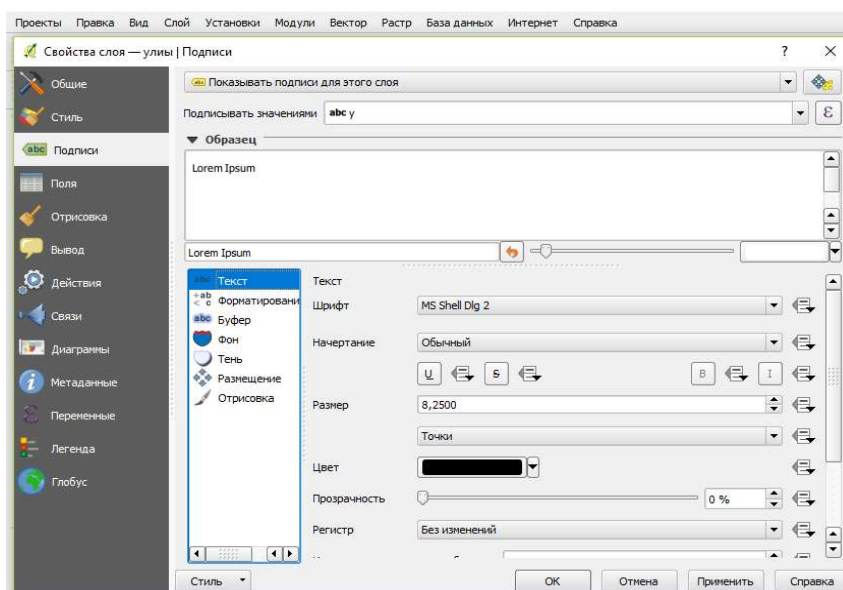 Проекты Правка Вид Слой Установки Модули Вектор Растр База данных Интернет Справка
Свойства слоя — улиы | Подписи ?
Общие
Стиль
Подписи
Поля
Отрисовка
Вывод
Действия
Связи
Диаграммы
Метаданные
Переменные
Легенда
Глобус
Показывать подписи для этого слоя
Подписывать значениями abc y ε
Образец
Lorem Ipsum
Lorem Ipsum
Текст
Форматировани
Буфер
Фон
Тень
Размещение
Отрисовка
Текст
Шрифт MS Shell Dlg 2
Начертание Обычный
U S B I
Размер 8,2500
Точки
Цвет
Прозрачность 0 %
Регистр Без изменений
Стиль OK Отмена Применить Справка